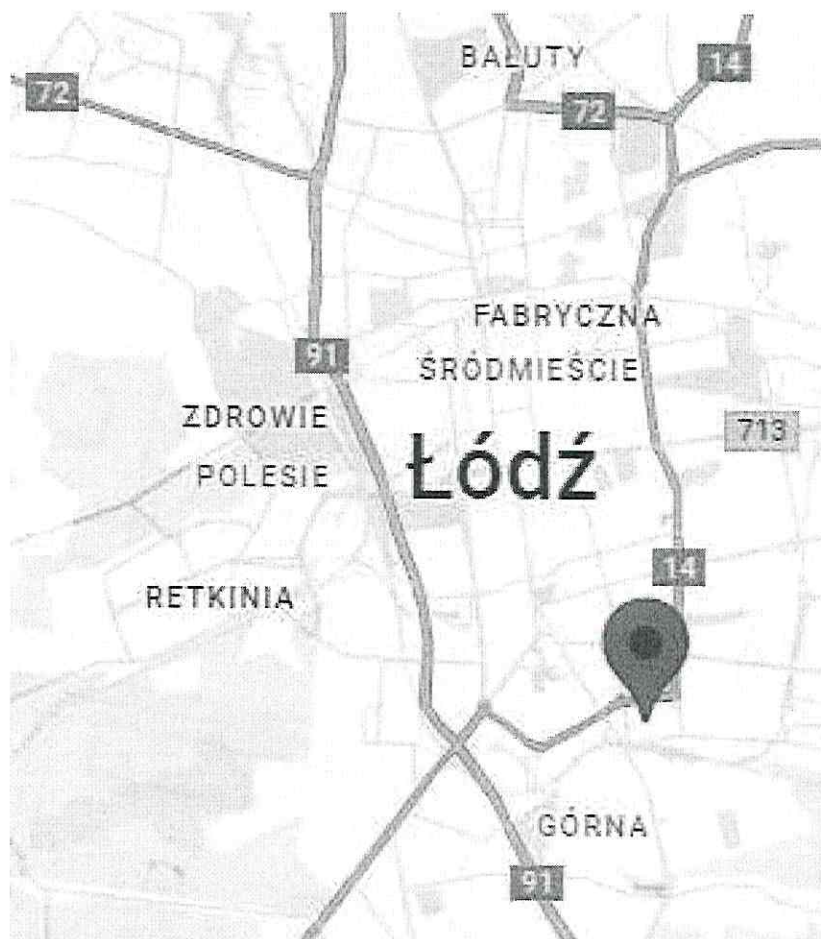 BAŁUTY
14
72
72
FABRYCZNA
91
ŚRÓDMIEŚCIE
ZDROWIE
713
POLESIE
Łódź
14
RETKINIA
GÓRNA
91